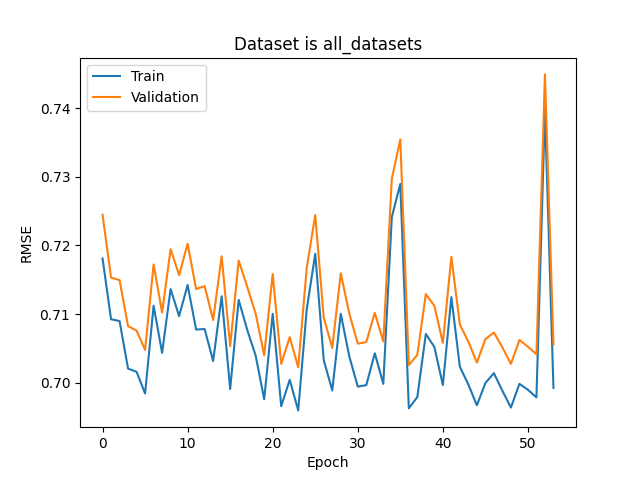 Dataset is all_datasets
Train
Validation
0.74
0.73
0.72
0.71
0.70
RMSE
0 10 20 30 40 50
Epoch